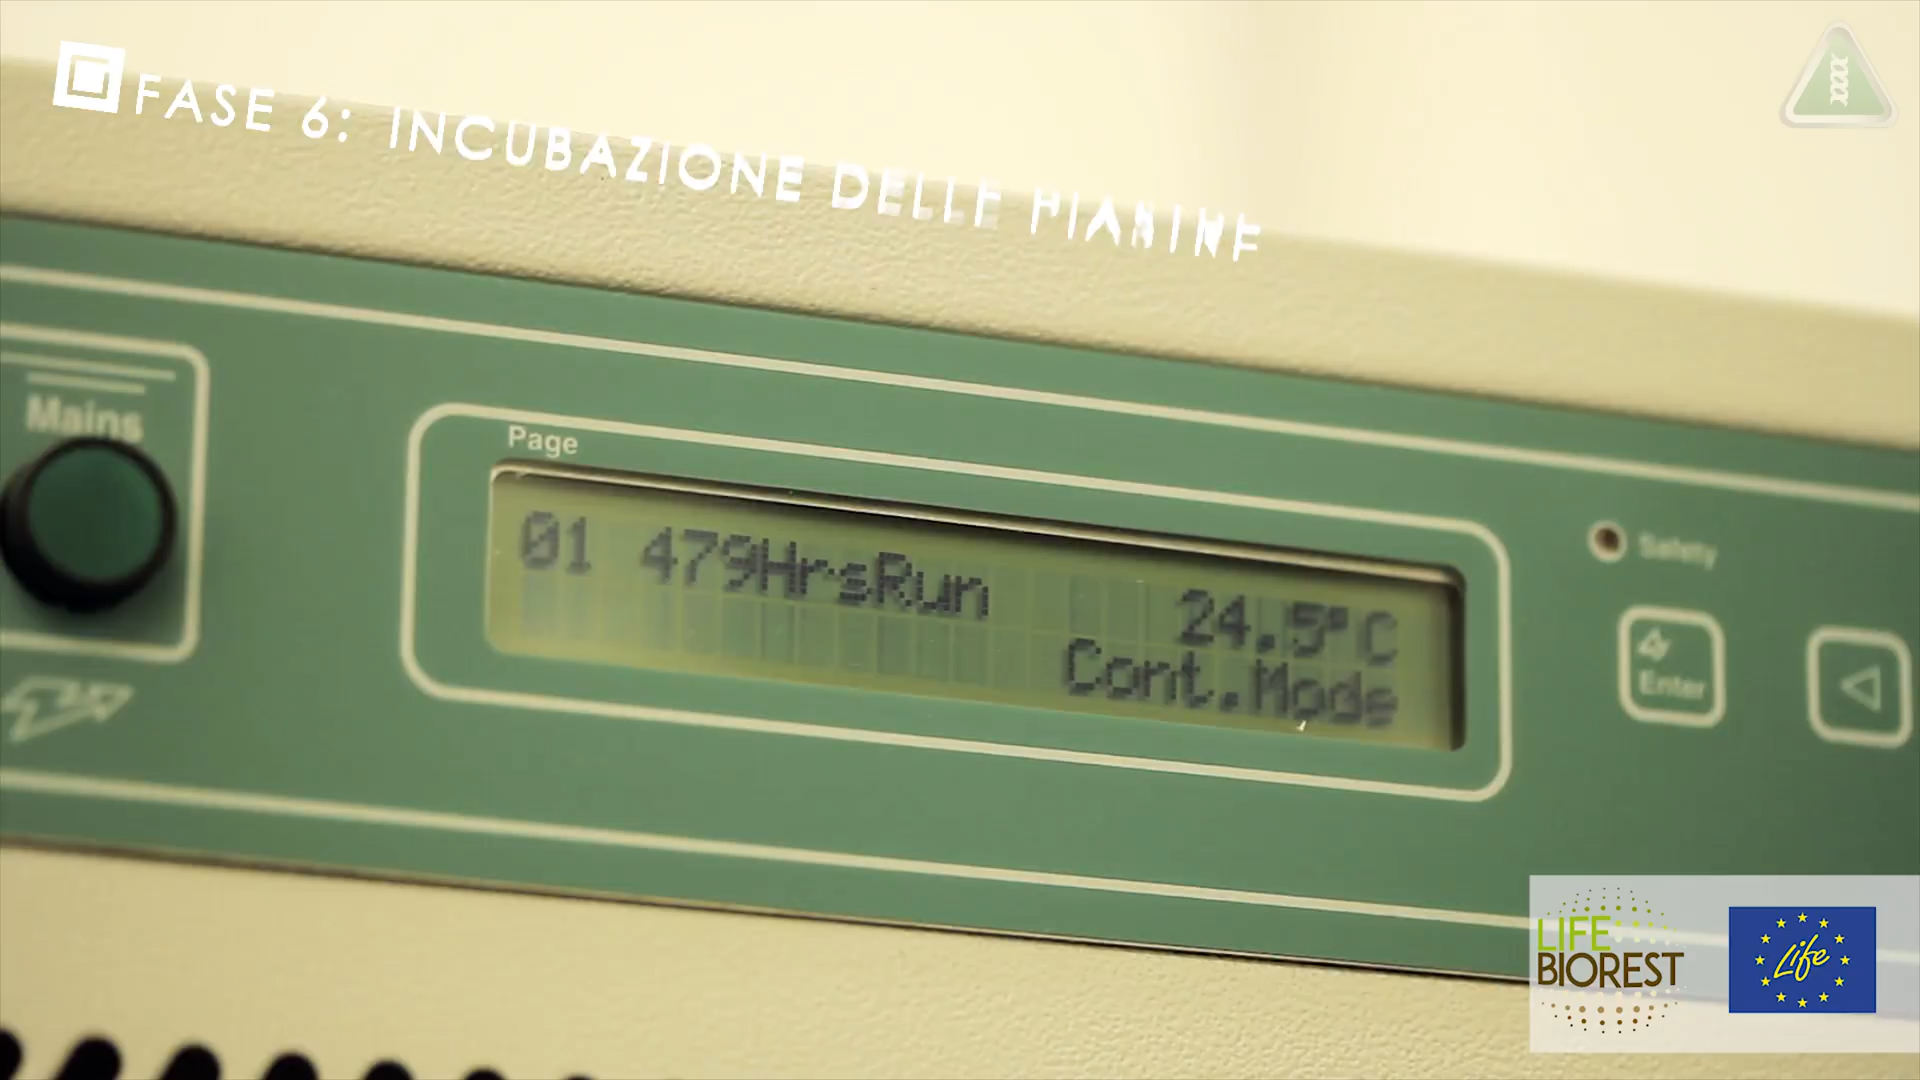 FASE 6: INCUBAZIONE DELLE PIASTRE
Mains
Page
01 479HrsRun 24.5°C
Cont.Mode
Safety
Enter
LIFE
BIOREST
Life